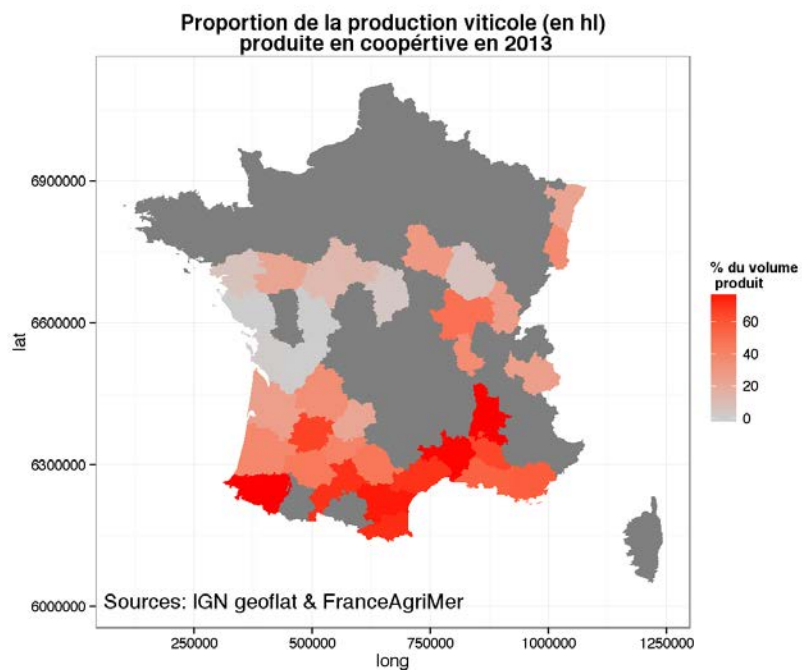 Proportion de la production viticole (en hl)
produite en coopértive en 2013
lat
6900000
6600000
6300000
6000000
% du volume
produit
60
40
20
0
Sources: IGN geoflat & FranceAgriMer
250000 500000 750000 1000000 1250000
long